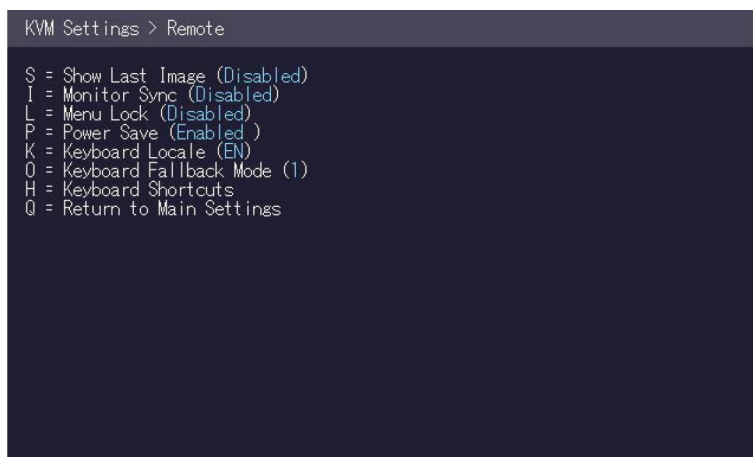 KVM Settings > Remote
S = Show Last Image (Disabled)
I = Monitor Sync (Disabled)
L = Menu Lock (Disabled)
P = Power Save (Enabled )
K = Keyboard Locale (EN)
O = Keyboard Fallback Mode (1)
H = Keyboard Shortcuts
Q = Return to Main Settings